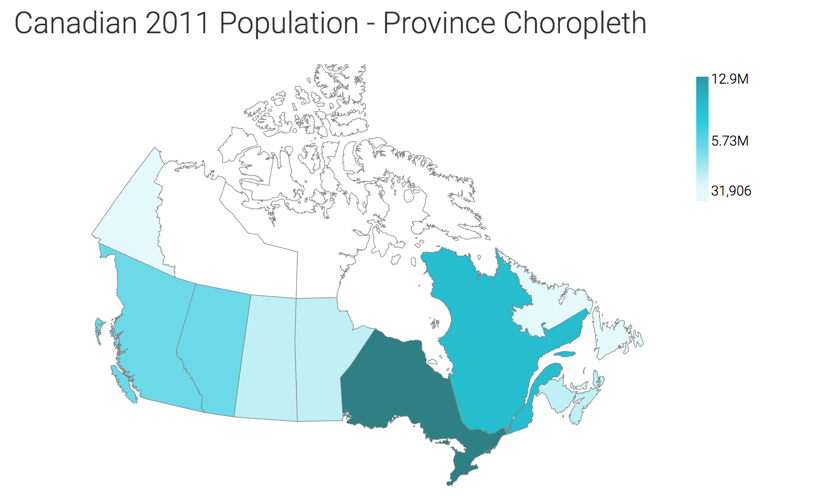 Canadian 2011 Population - Province Choropleth
12.9M
5.73M
31,906